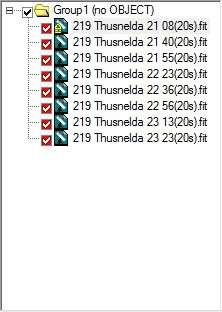 Group1 (no OBJECT)
219 Thusnelda 21 08(20s).fit
219 Thusnelda 21 40(20s).fit
219 Thusnelda 21 55(20s).fit
219 Thusnelda 22 23(20s).fit
219 Thusnelda 22 36(20s).fit
219 Thusnelda 22 56(20s).fit
219 Thusnelda 23 13(20s).fit
219 Thusnelda 23 23(20s).fit